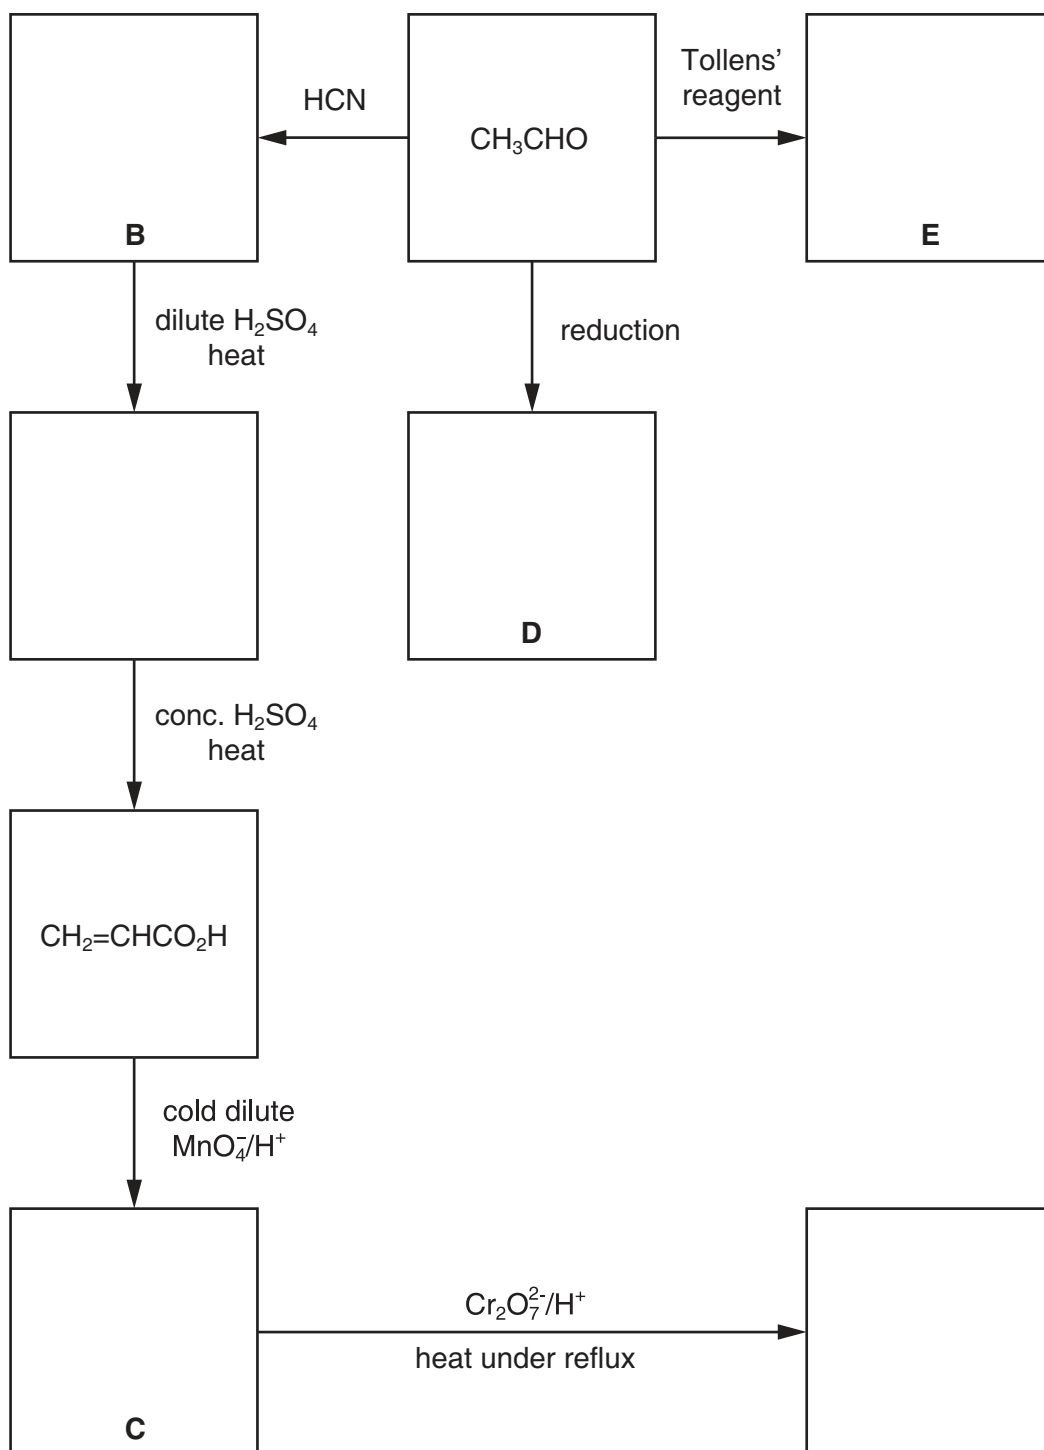 HCN
CH₃CHO
Tollens’
reagent
B
E
dilute H₂SO₄
heat
reduction
D
conc. H₂SO₄
heat
CH₂=CHCO₂H
cold dilute
MnO₄⁻/H⁺
Cr₂O₇²⁻/H⁺
heat under reflux
C